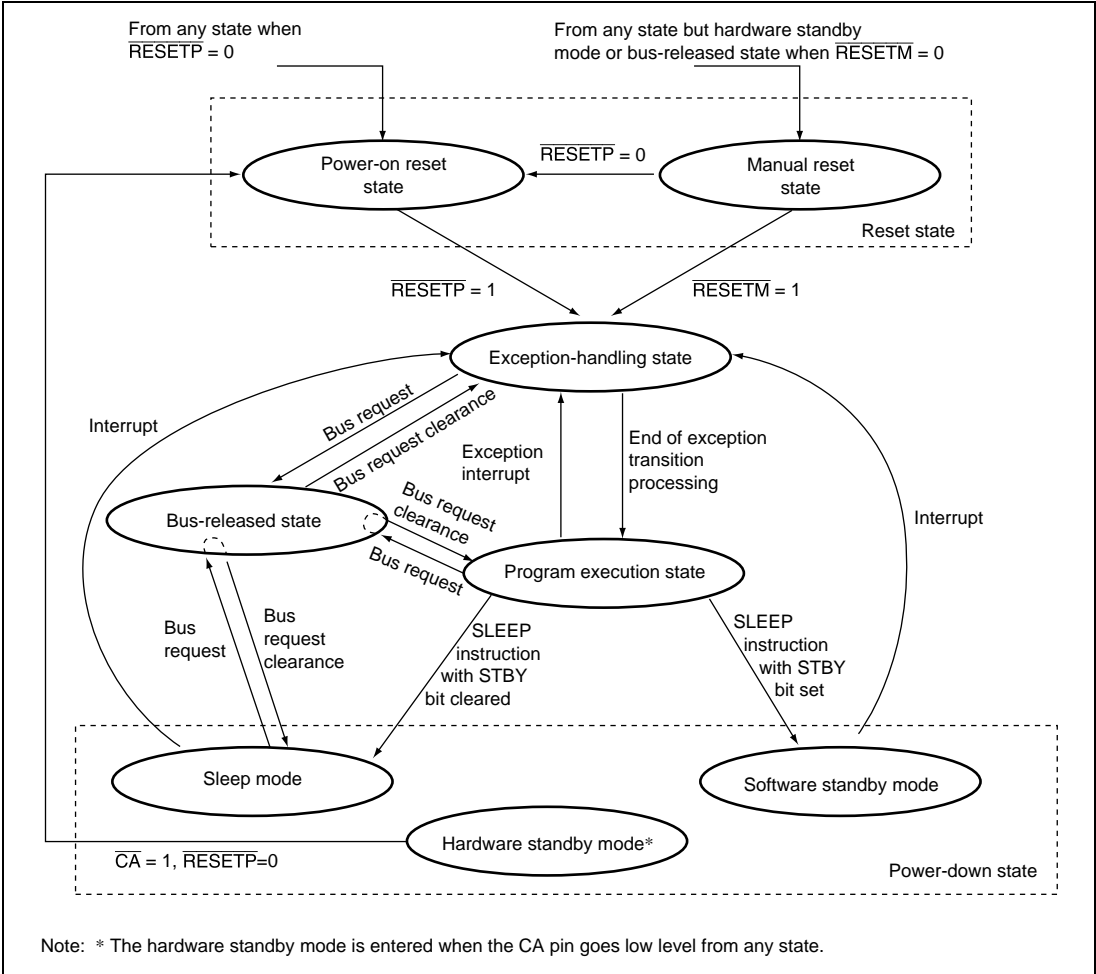 From any state when
RESETP = 0
From any state but hardware standby
mode or bus-released state when RESETM = 0
Power-on reset
state
RESETP = 0
Manual reset
state
Reset state
RESETP = 1
RESETM = 1
Exception-handling state
Interrupt
Bus request
Bus request clearance
Exception
interrupt
End of exception
transition
processing
Interrupt
Bus-released state
Bus request
clearance
Bus request
Program execution state
Bus
request
Bus
request
clearance
SLEEP
instruction
with STBY
bit cleared
SLEEP
instruction
with STBY
bit set
Sleep mode
Software standby mode
Hardware standby mode*
CA = 1, RESETP=0
Power-down state
Note: * The hardware standby mode is entered when the CA pin goes low level from any state.